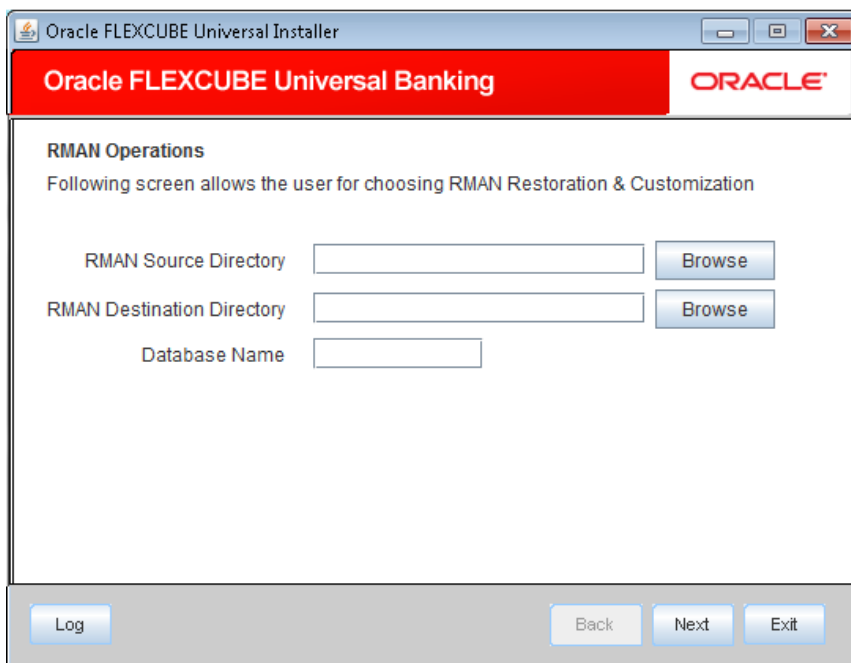 Oracle FLEXCUBE Universal Installer
Oracle FLEXCUBE Universal Banking
ORACLE
RMAN Operations
Following screen allows the user for choosing RMAN Restoration & Customization
RMAN Source Directory Browse
RMAN Destination Directory Browse
Database Name
Log Back Next Exit